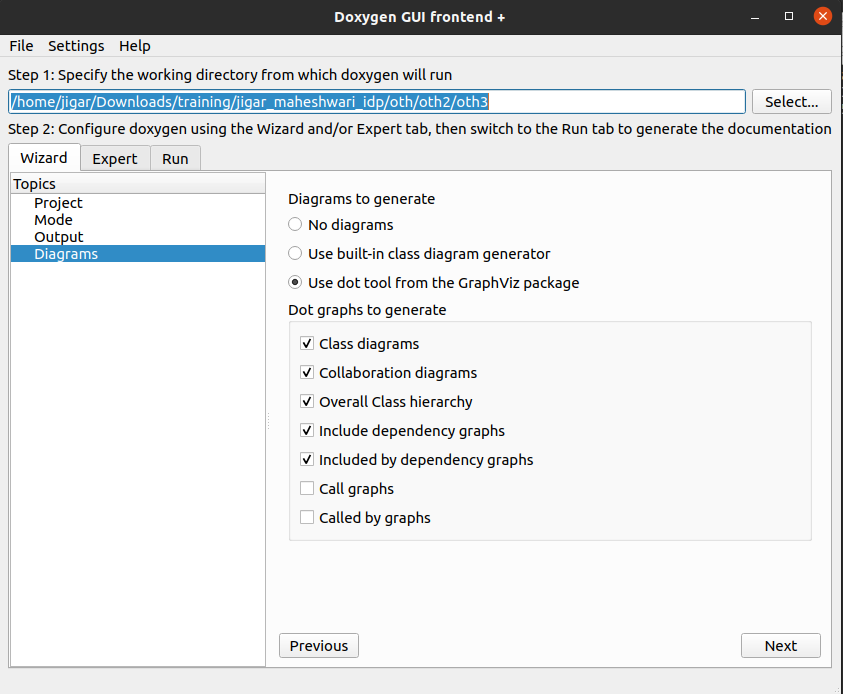 Doxygen GUI frontend +
File Settings Help
Step 1: Specify the working directory from which doxygen will run
/home/jigar/Downloads/training/jigar_maheshwari_idp/oth/oth2/oth3
Select...
Step 2: Configure doxygen using the Wizard and/or Expert tab, then switch to the Run tab to generate the documentation
Wizard Expert Run
Topics
Project
Mode
Output
Diagrams
Diagrams to generate
No diagrams
Use built-in class diagram generator
Use dot tool from the GraphViz package
Dot graphs to generate
Class diagrams
Collaboration diagrams
Overall Class hierarchy
Include dependency graphs
Included by dependency graphs
Call graphs
Called by graphs
Previous Next